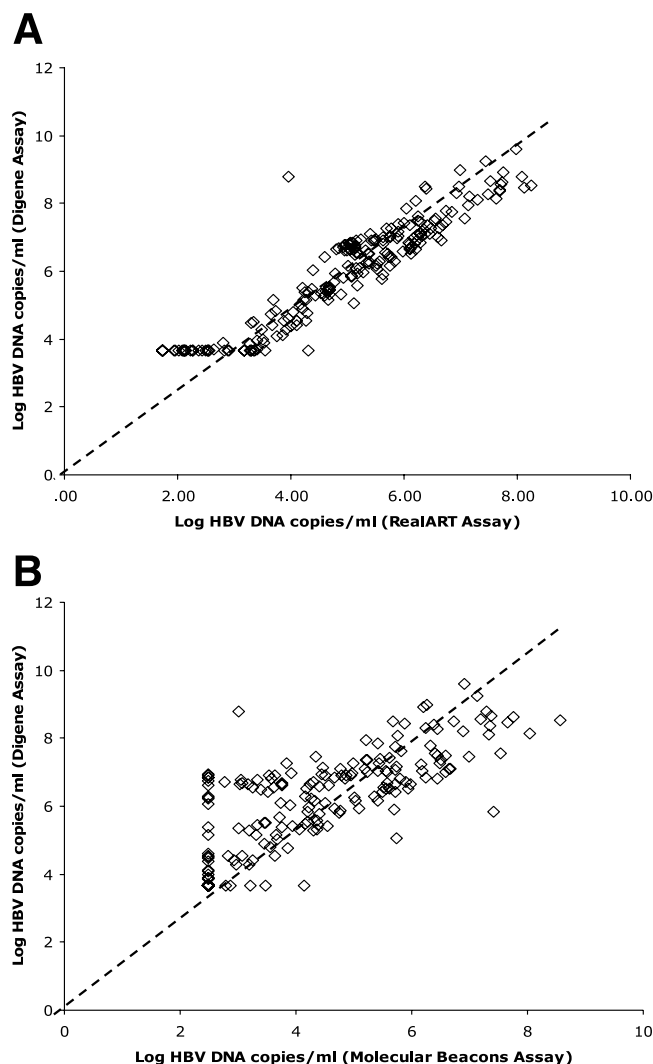 A
12
10
8
6
4
2
0
.00 2.00 4.00 6.00 8.00 10.00
Log HBV DNA copies/ml (Digene Assay)
Log HBV DNA copies/ml (RealART Assay)
B
12
10
8
6
4
2
0
0 2 4 6 8 10
Log HBV DNA copies/ml (Digene Assay)
Log HBV DNA copies/ml (Molecular Beacons Assay)